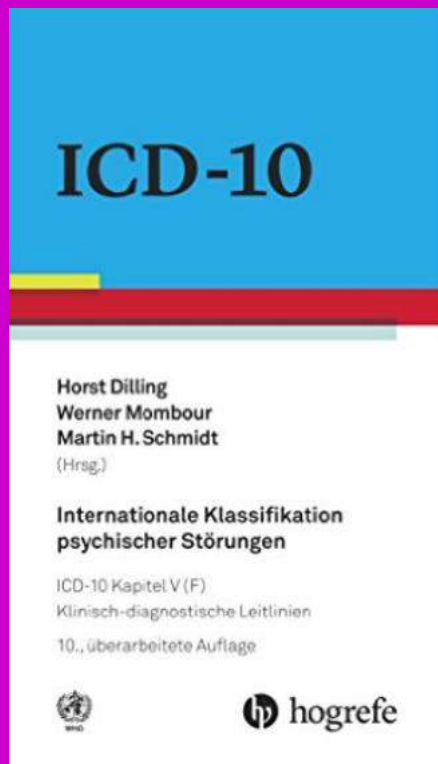 ICD-10
Horst Dilling
Werner Mombour
Martin H. Schmidt
(Hrsg.)
Internationale Klassifikation
psychischer Störungen
ICD-10 Kapitel V (F)
Klinisch-diagnostische Leitlinien
10., überarbeitete Auflage
WHO
hogrefe